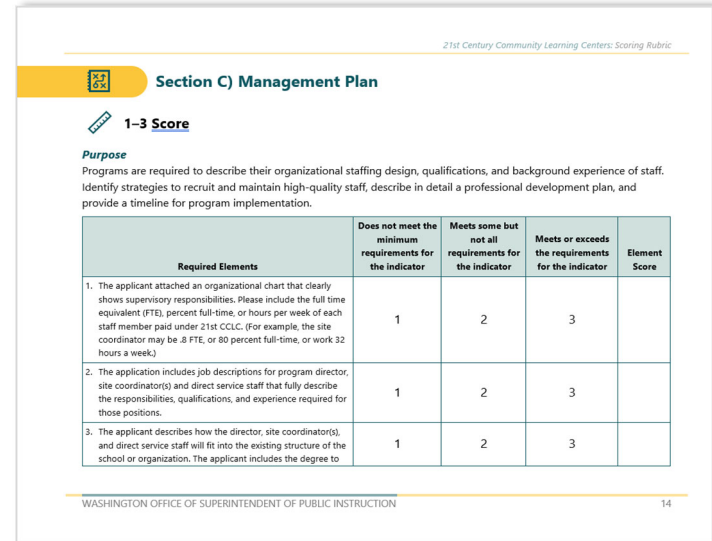 21st Century Community Learning Centers: Scoring Rubric
Section C) Management Plan
1–3 Score
Purpose
Programs are required to describe their organizational staffing design, qualifications, and background experience of staff.
Identify strategies to recruit and maintain high-quality staff, describe in detail a professional development plan, and
provide a timeline for program implementation.
Required Elements
Does not meet the
minimum
requirements for
the indicator
Meets some but
not all
requirements for
the indicator
Meets or exceeds
the requirements
for the indicator
Element
Score
1. The applicant attached an organizational chart that clearly
shows supervisory responsibilities. Please include the full time
equivalent (FTE), percent full-time, or hours per week of each
staff member paid under 21st CCLC. (For example, the site
coordinator may be .8 FTE, or 80 percent full-time, or work 32
hours a week.)
1
2
3
2. The application includes job descriptions for program director,
site coordinator(s) and direct service staff that fully describe
the responsibilities, qualifications, and experience required for
those positions.
1
2
3
3. The applicant describes how the director, site coordinator(s),
and direct service staff will fit into the existing structure of the
school or organization. The applicant includes the degree to
1
2
3
WASHINGTON OFFICE OF SUPERINTENDENT OF PUBLIC INSTRUCTION
14